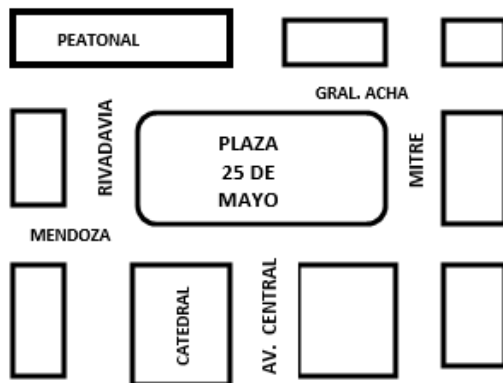 PEATONAL
GRAL. ACHA
RIVADAVIA
PLAZA
25 DE
MAYO
MITRE
MENDOZA
CATEDRAL
AV. CENTRAL